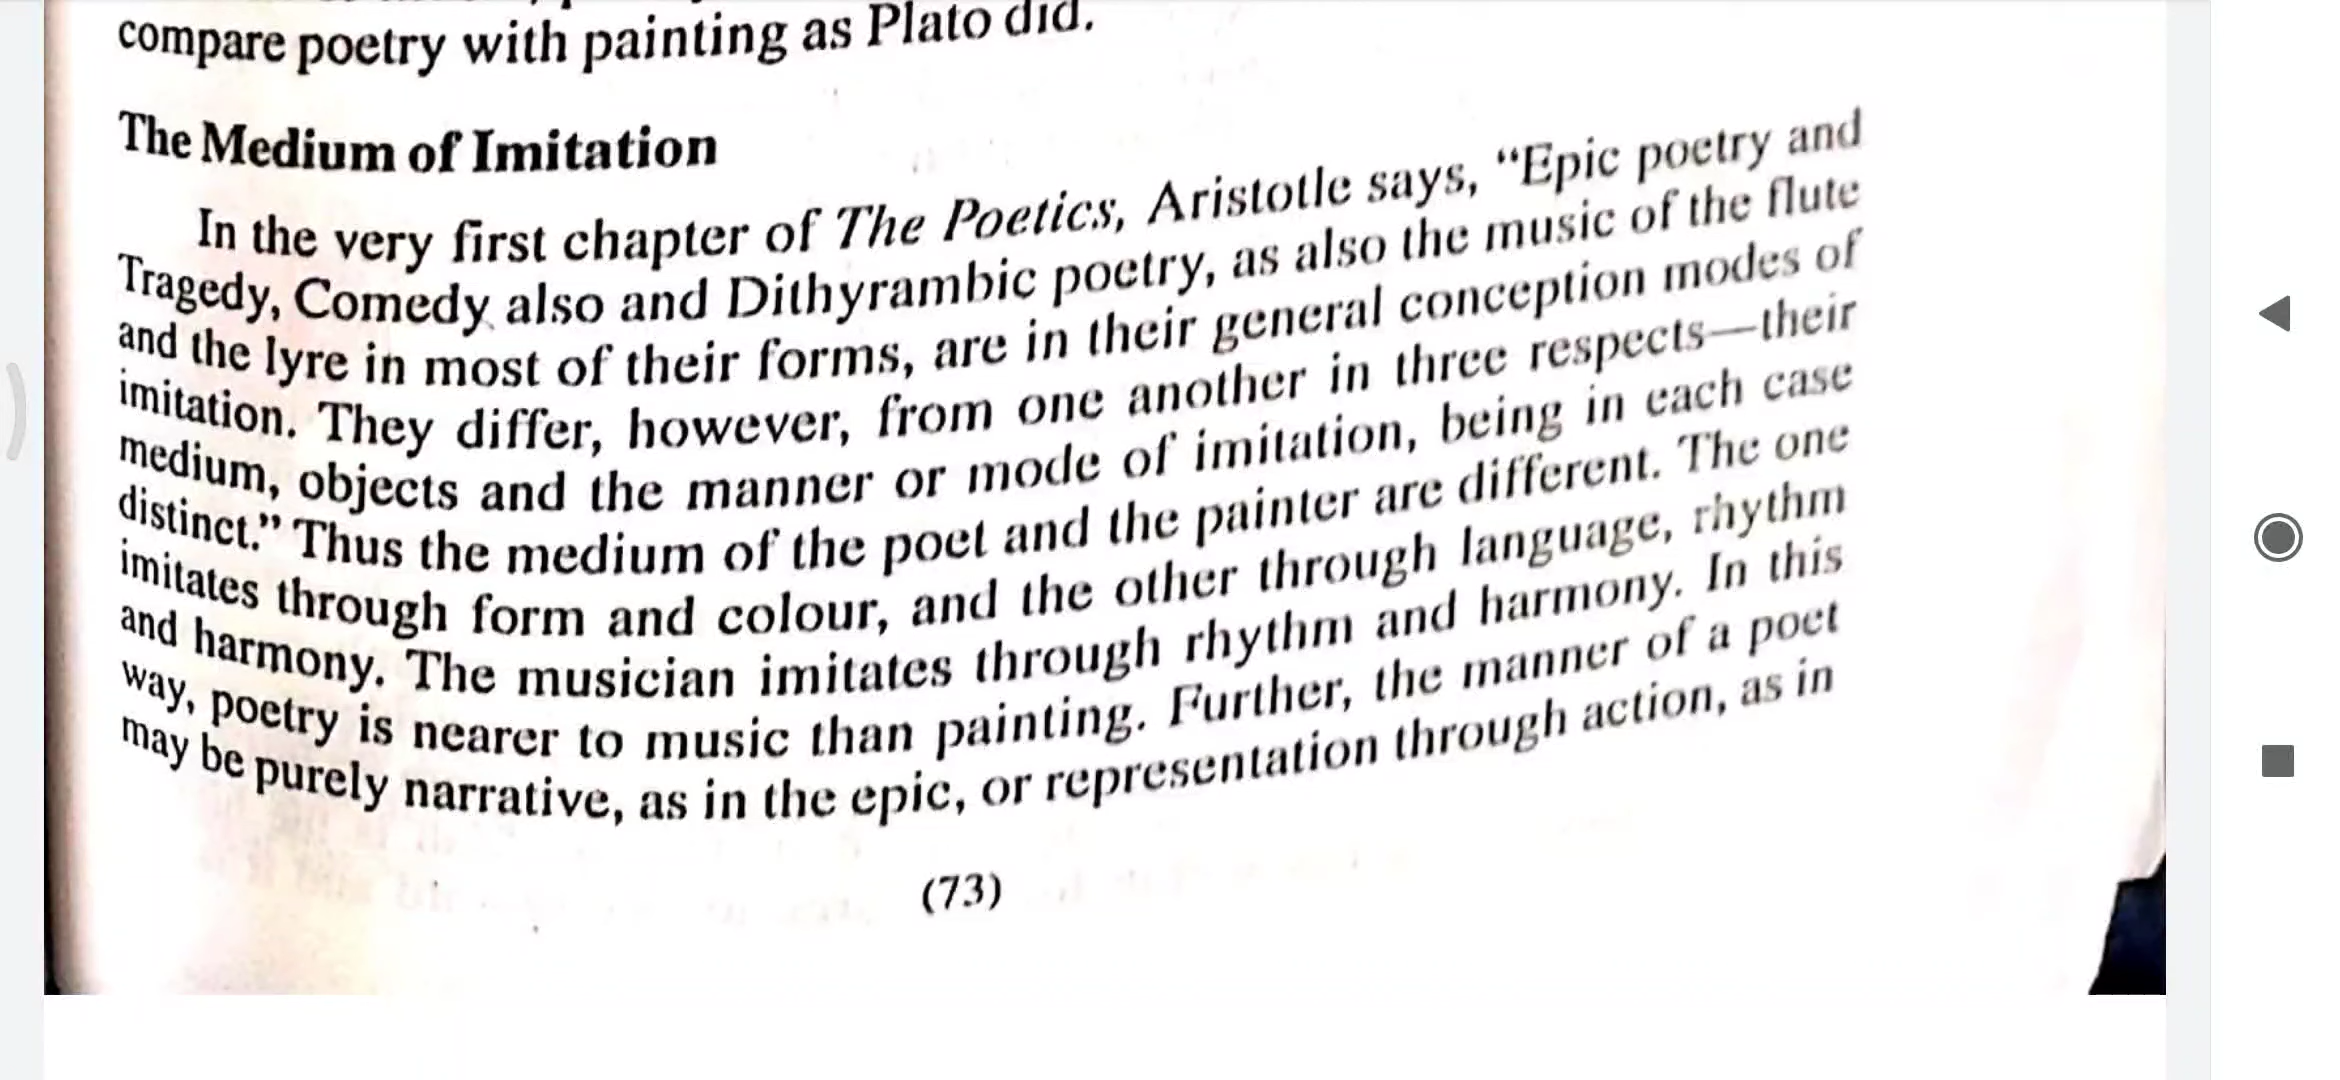 compare poetry with painting as Plato did.
The Medium of Imitation
In the very first chapter of The Poetics, Aristotle says, “Epic poetry and
Tragedy, Comedy also and Dithyrambic poetry, as also the music of the flute
and the lyre in most of their forms, are in their general conception modes of
imitation. They differ, however, from one another in three respects—their
medium, objects and the manner or mode of imitation, being in each case
distinct.” Thus the medium of the poet and the painter are different. The one
imitates through form and colour, and the other through language, rhythm
and harmony. The musician imitates through rhythm and harmony. In this
way, poetry is nearer to music than painting. Further, the manner of a poet
may be purely narrative, as in the epic, or representation through action, as in
(73)